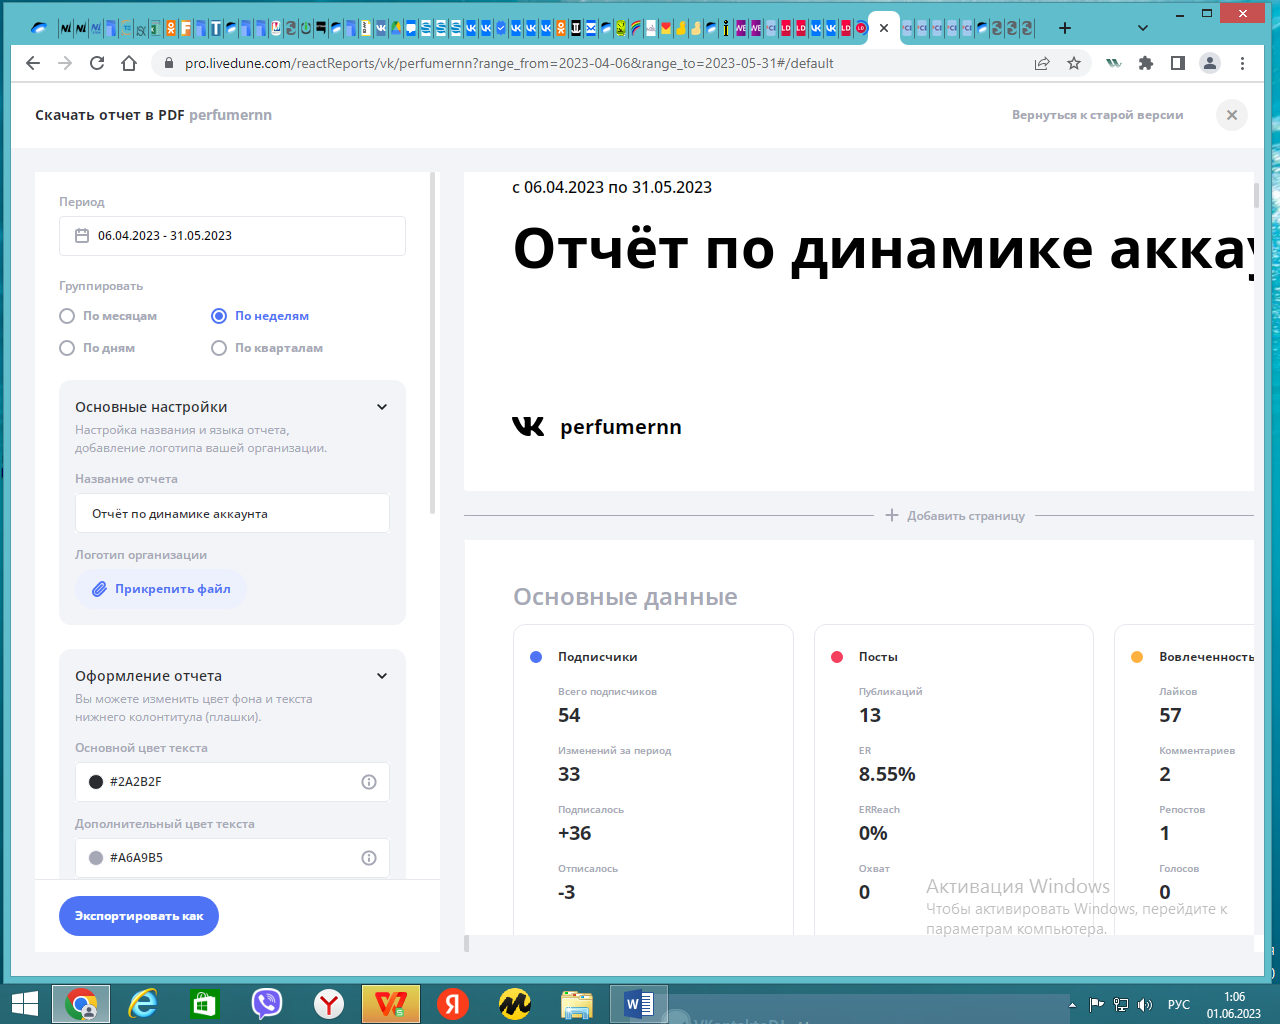 pro.livedune.com/reactReports/vk/perfumernn?range_from=2023-04-06&range_to=2023-05-31#/default
Скачать отчет в PDF perfumernn
Вернуться к старой версии
Период
06.04.2023 - 31.05.2023
Группировать
По месяцам
По неделям
По дням
По кварталам
Основные настройки
Настройка названия и языка отчета,
добавление логотипа вашей организации.
Название отчета
Отчёт по динамике аккаунта
Логотип организации
Прикрепить файл
Оформление отчета
Вы можете изменить цвет фона и текста
нижнего колонтитула (плашки).
Основной цвет текста
#2A2B2F
Дополнительный цвет текста
#A6A9B5
Экспортировать как
с 06.04.2023 по 31.05.2023
Отчёт по динамике аккау
perfumernn
Добавить страницу
Основные данные
Подписчики
Всего подписчиков
54
Изменений за период
33
Подписалось
+36
Отписалось
-3
Посты
Публикаций
13
ER
8.55%
ERReach
0%
Охват
0
Вовлеченность
Лайков
57
Комментариев
2
Репостов
1
Голосов
0
Активация Windows
Чтобы активировать Windows, перейдите к
параметрам компьютера.
РУС
1:06
01.06.2023